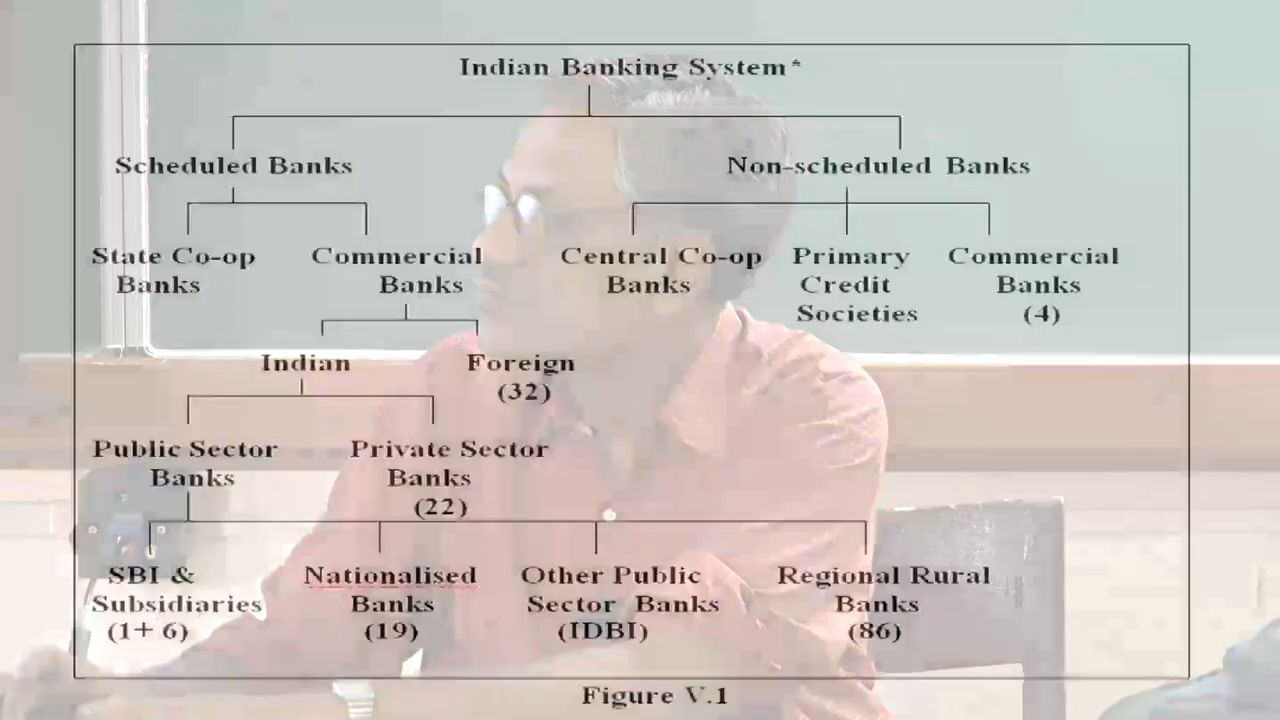 Indian Banking System*
Scheduled Banks
Non-scheduled Banks
State Co-op
Banks
Commercial
Banks
Central Co-op
Banks
Primary
Credit
Societies
Commercial
Banks
(4)
Indian
Foreign
(32)
Public Sector
Banks
Private Sector
Banks
(22)
SBI &
Subsidiaries
(1+ 6)
Nationalised
Banks
(19)
Other Public
Sector Banks
(IDBI)
Regional Rural
Banks
(86)
Figure V.1